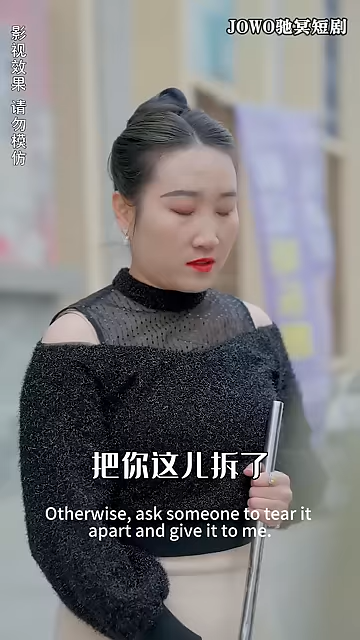 JOWO驰冥短剧
影视效果 请勿模仿
把你这儿拆了
Otherwise, ask someone to tear it
apart and give it to me.